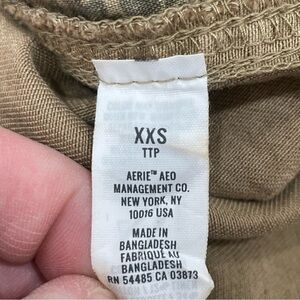 XXS
TTP
AERIE™ AEO
MANAGEMENT CO.
NEW YORK, NY
10016 USA
MADE IN
BANGLADESH
FABRIQUÉ AU
BANGLADESH
RN 54485 CA 03873